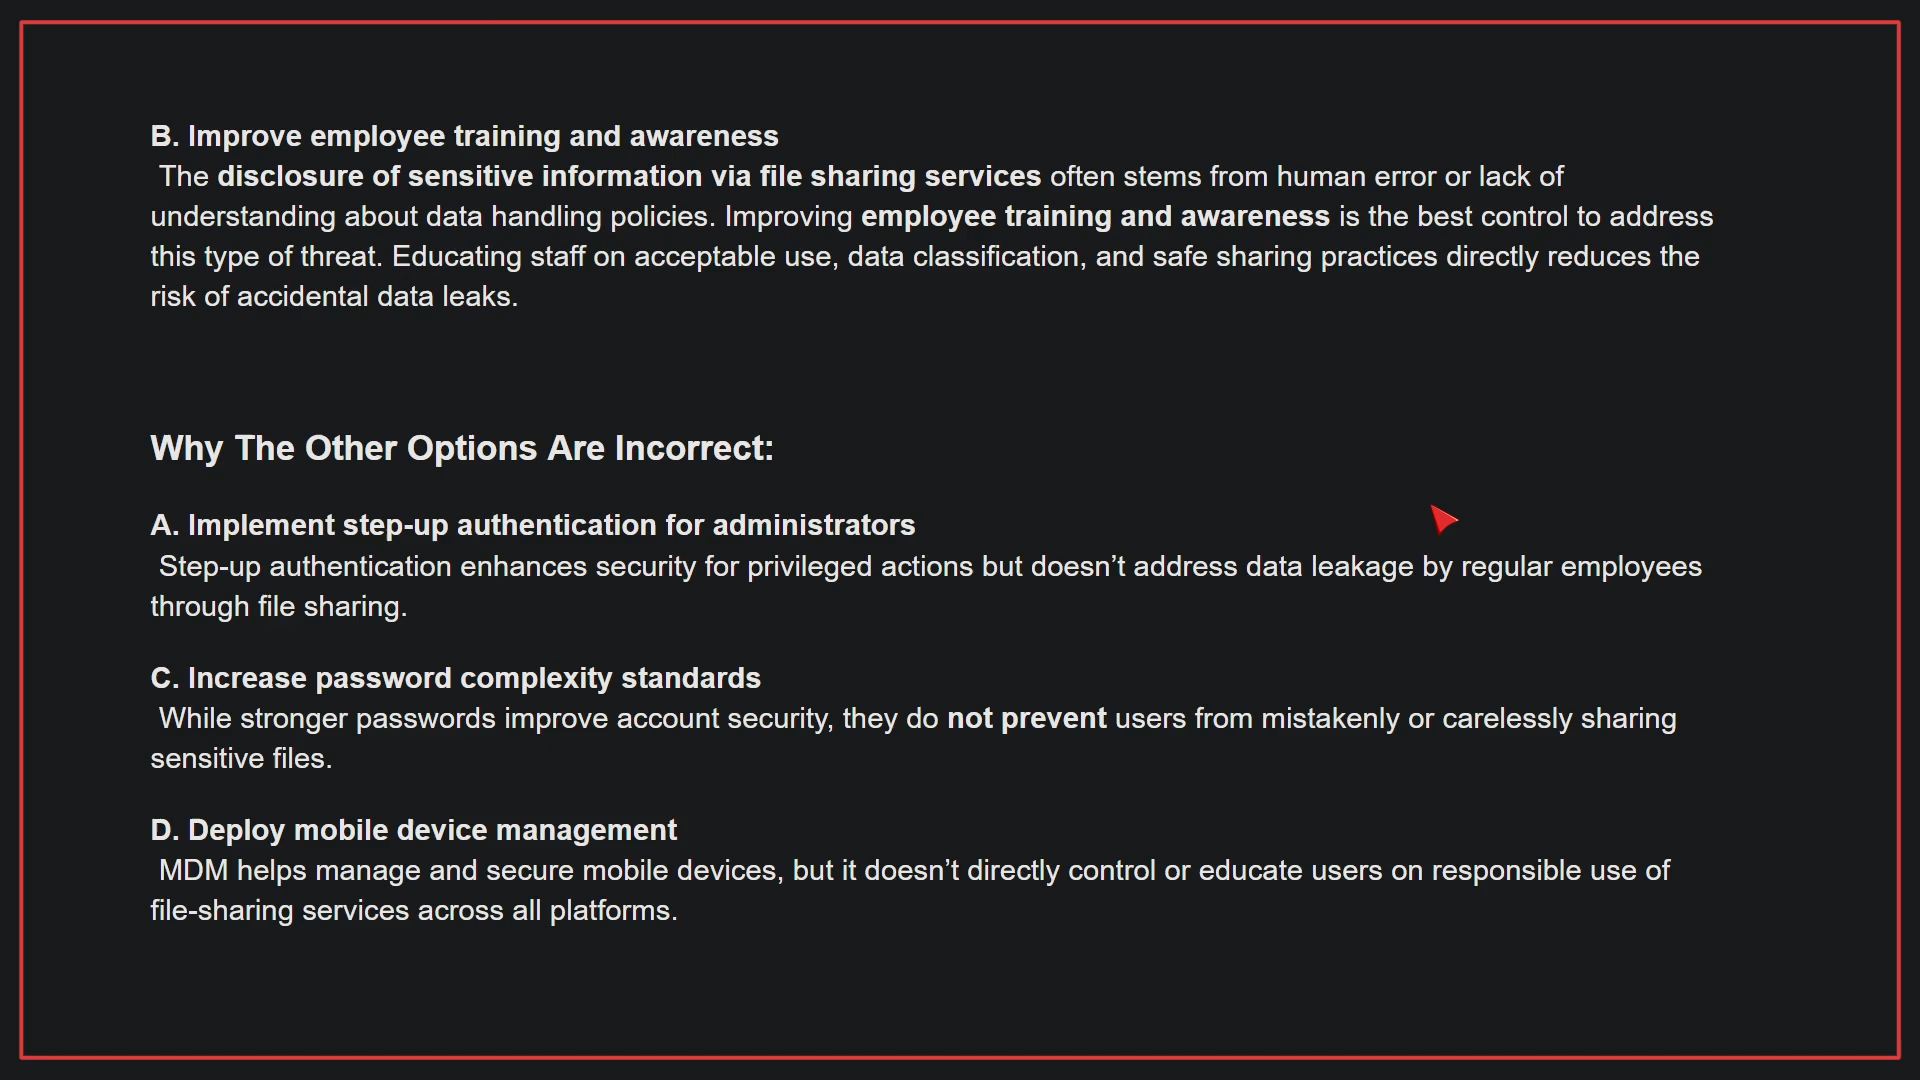 B. Improve employee training and awareness
The disclosure of sensitive information via file sharing services often stems from human error or lack of
understanding about data handling policies. Improving employee training and awareness is the best control to address
this type of threat. Educating staff on acceptable use, data classification, and safe sharing practices directly reduces the
risk of accidental data leaks.
Why The Other Options Are Incorrect:
A. Implement step-up authentication for administrators
Step-up authentication enhances security for privileged actions but doesn’t address data leakage by regular employees
through file sharing.
C. Increase password complexity standards
While stronger passwords improve account security, they do not prevent users from mistakenly or carelessly sharing
sensitive files.
D. Deploy mobile device management
MDM helps manage and secure mobile devices, but it doesn’t directly control or educate users on responsible use of
file-sharing services across all platforms.